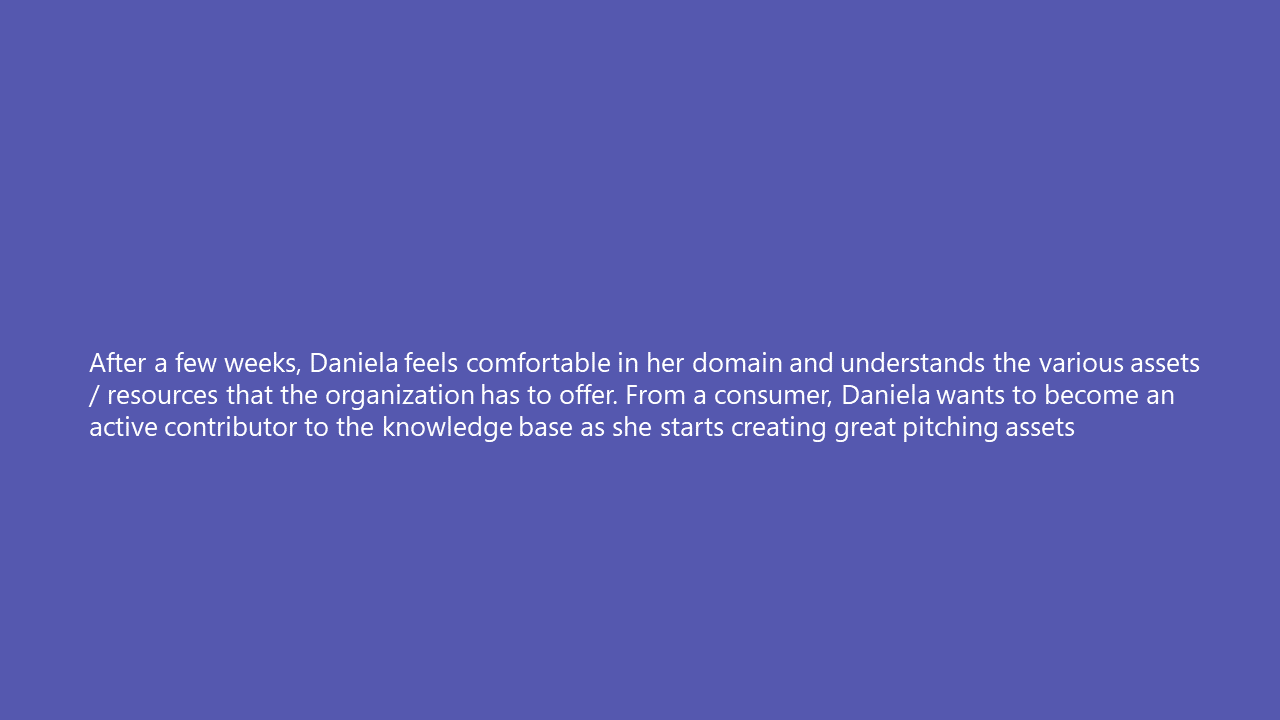 After a few weeks, Daniela feels comfortable in her domain and understands the various assets
/ resources that the organization has to offer. From a consumer, Daniela wants to become an
active contributor to the knowledge base as she starts creating great pitching assets